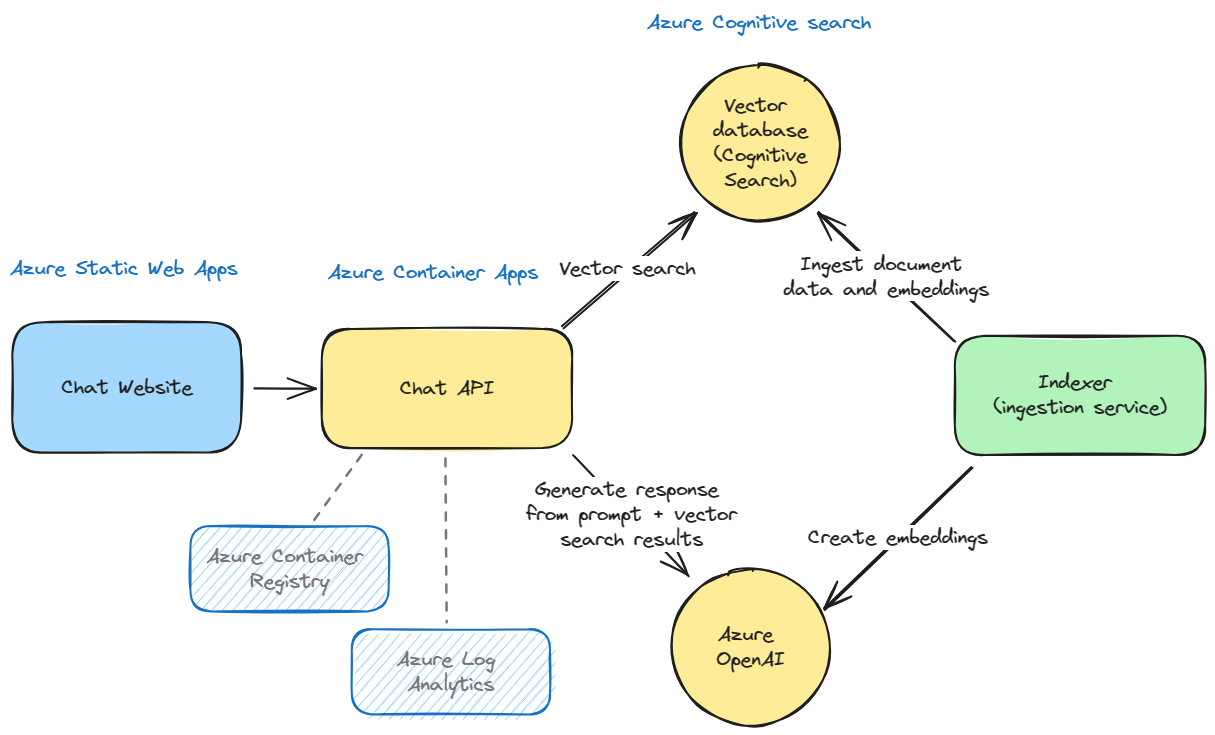 Azure Cognitive search
Vector
database
(Cognitive
Search)
Azure Static Web Apps
Azure Container Apps
Vector search
Ingest document
data and embeddings
Chat Website
Chat API
Indexer
(ingestion service)
Generate response
from prompt + vector
search results
Create embeddings
Azure Container
Registry
Azure Log
Analytics
Azure
OpenAI